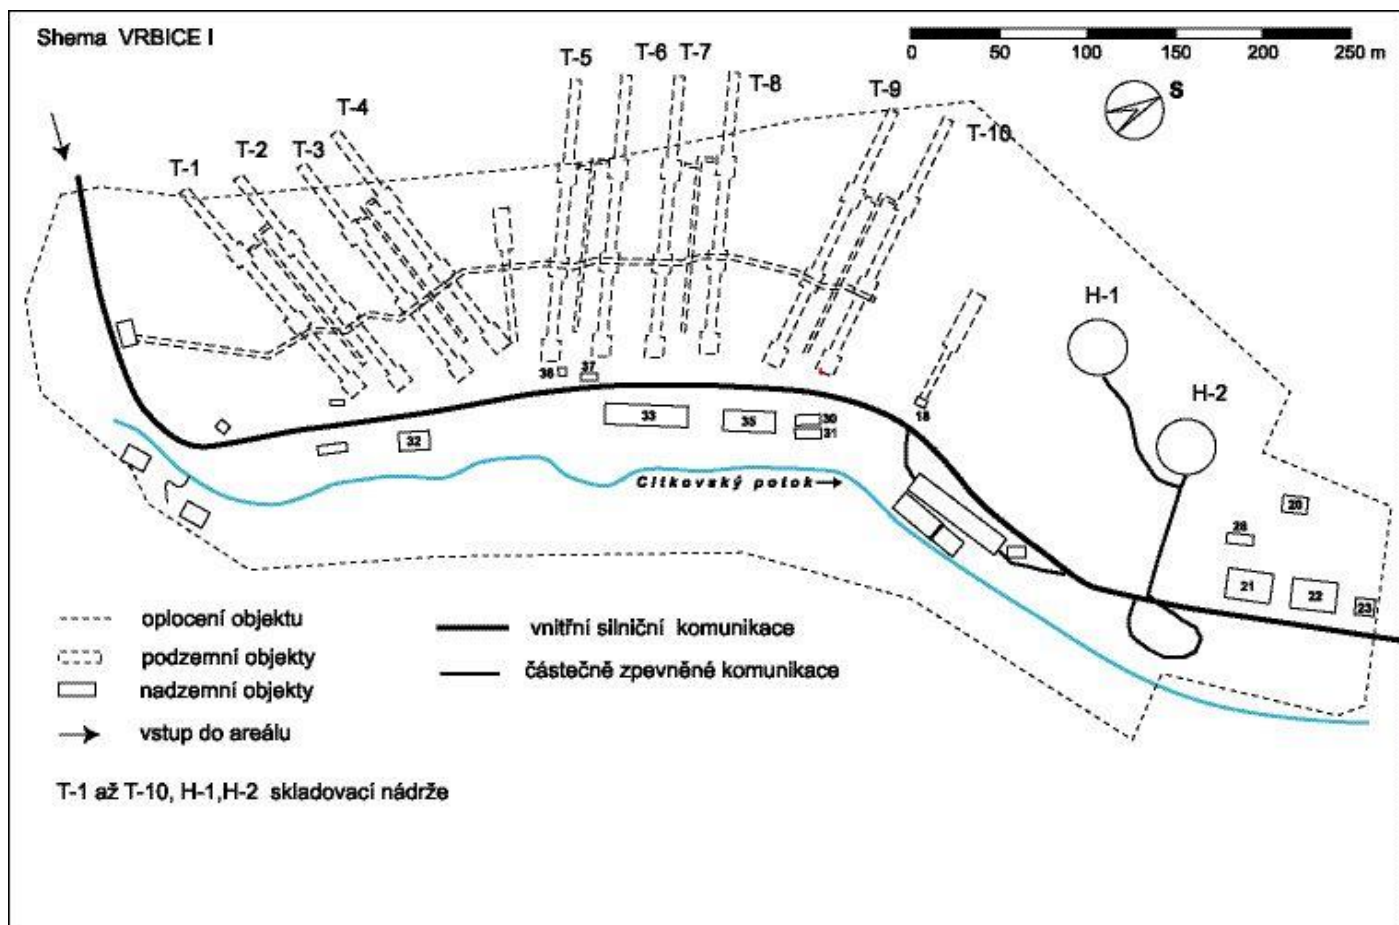 Shema VRBICE I
0 50 100 150 200 250 m
S
T-1
T-2
T-3
T-4
T-5
T-6
T-7
T-8
T-9
T-10
H-1
H-2
36
37
33
35
30
31
32
18
20
28
21
22
23
Citkovský potok
oplocení objektu
podzemní objekty
nadzemní objekty
vstup do areálu
vnitřní silniční komunikace
částečně zpevněné komunikace
T-1 až T-10, H-1,H-2 skladovací nádrže